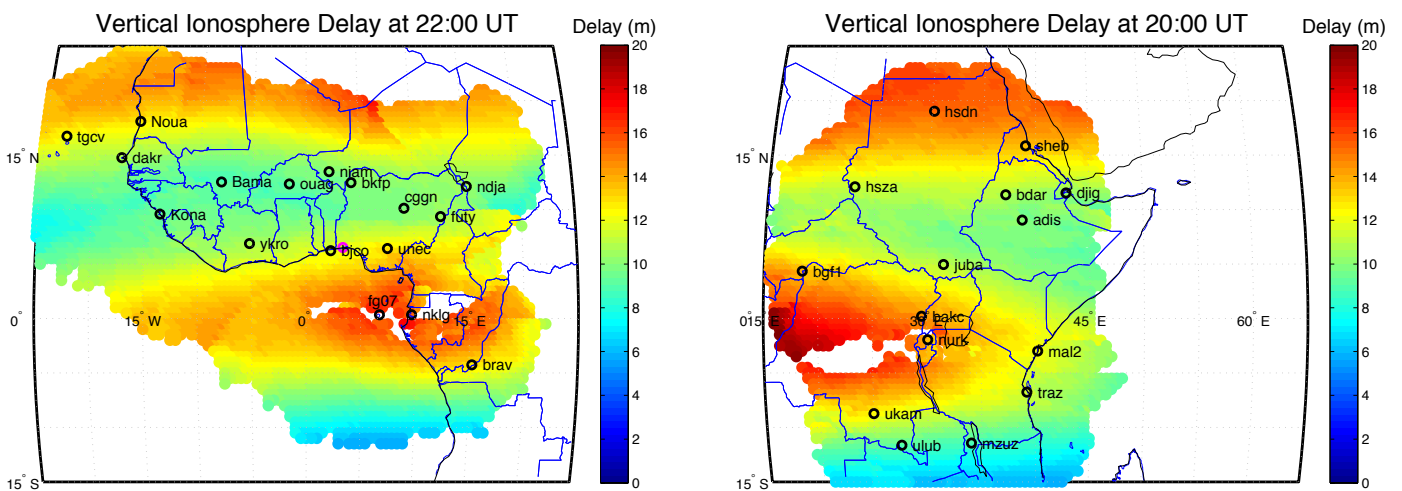 Vertical Ionosphere Delay at 22:00 UT
Delay (m)
20
18
16
14
12
10
8
6
4
2
0
15° N
0°
15° S
15° W
0°
15° E
tgcv
Noua
dakr
Bama
ouag
niam
bkfp
cggn
ndja
futy
Kona
ykro
bjco
unec
fg07
nklg
brav
Vertical Ionosphere Delay at 20:00 UT
Delay (m)
20
18
16
14
12
10
8
6
4
2
0
15° N
0°
15° S
15° E
30° E
45° E
60° E
hsdn
sheb
hsza
bdar
djig
adis
juba
bgf1
bakc
nurk
mal2
traz
ukam
ulub
mzuz